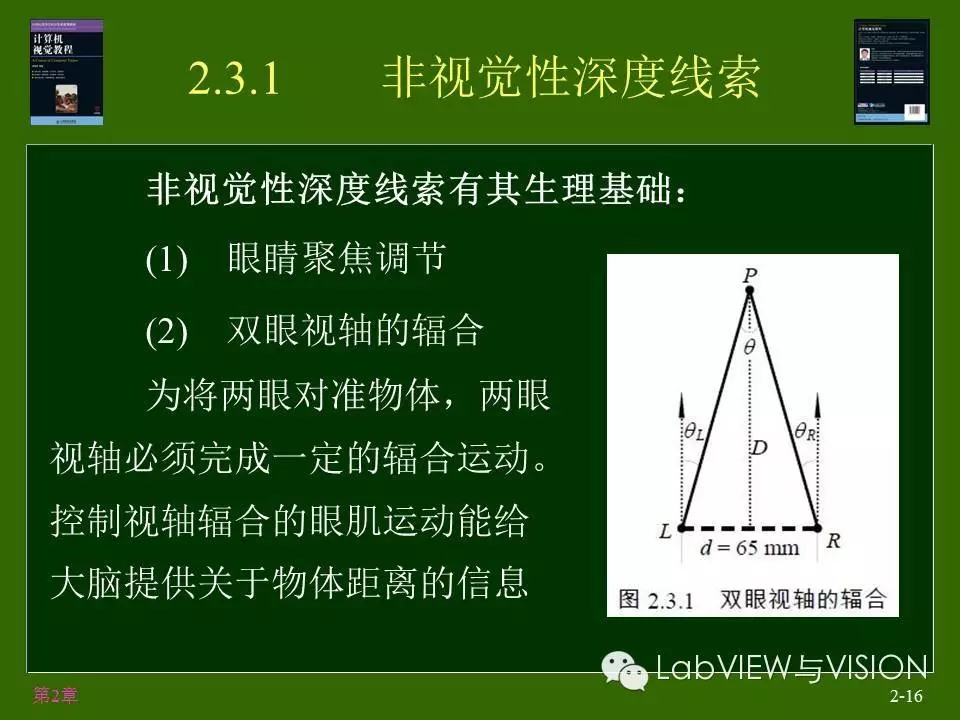 计算机
视觉教程
2.3.1 非视觉性深度线索
非视觉性深度线索有其生理基础：
(1) 眼睛聚焦调节
(2) 双眼视轴的辐合
为将两眼对准物体，两眼
视轴必须完成一定的辐合运动。
控制视轴辐合的眼肌运动能给
大脑提供关于物体距离的信息
P
θ
θL
θR
D
L
R
d = 65 mm
图 2.3.1 双眼视轴的辐合
LabVIEW与VISION
第2章
2-16